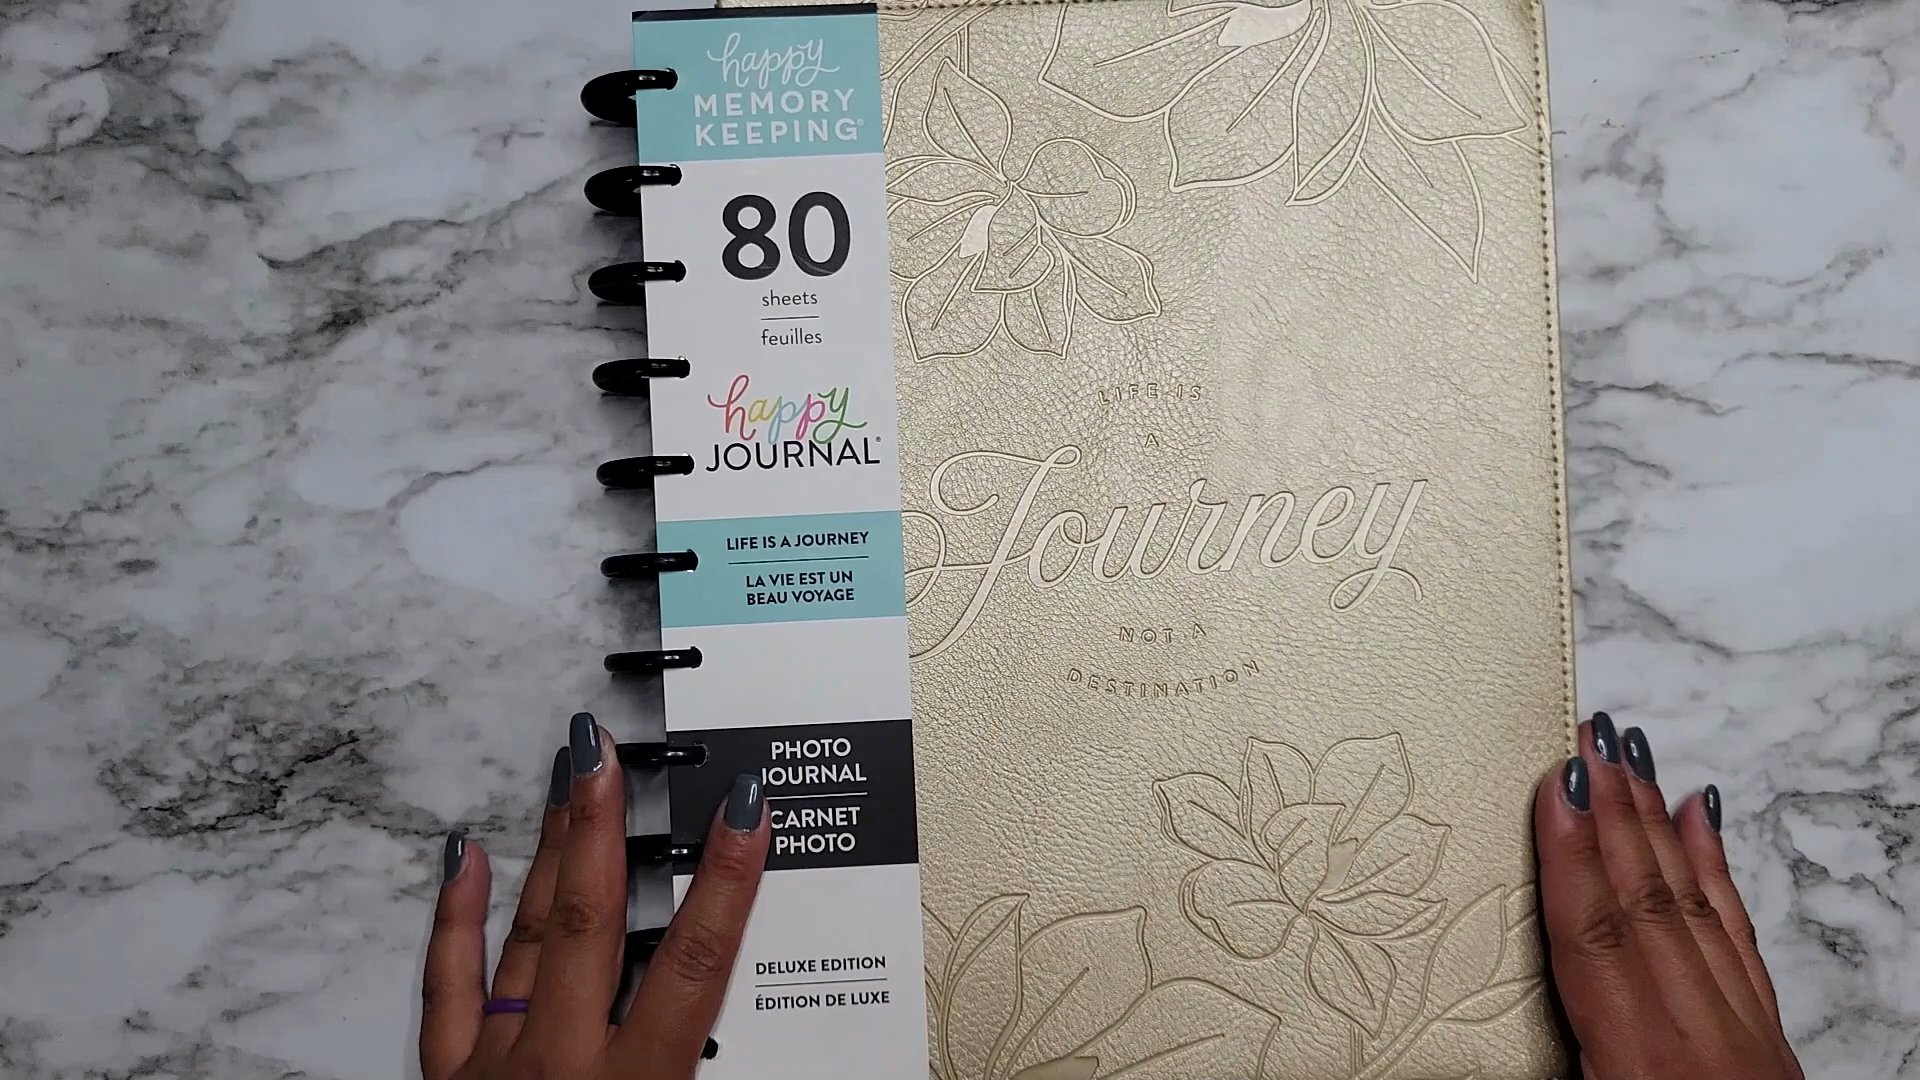 happy
MEMORY
KEEPING®
80
sheets
feuilles
happy
JOURNAL®
LIFE IS A JOURNEY
LA VIE EST UN
BEAU VOYAGE
PHOTO
JOURNAL
CARNET
PHOTO
DELUXE EDITION
ÉDITION DE LUXE
LIFE IS
A
Journey
NOT A
DESTINATION